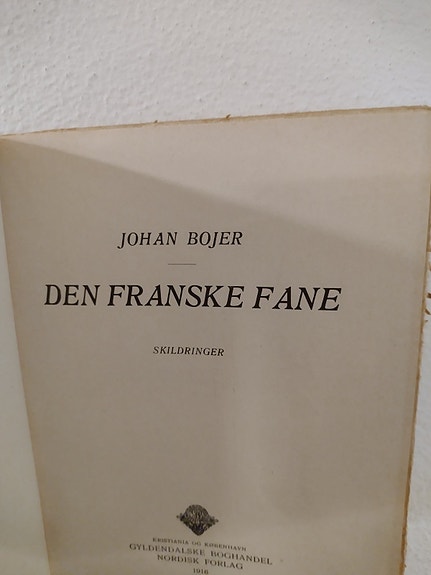 JOHAN BOJER
DEN FRANSKE FANE
SKILDRINGER
KRISTIANIA OG KØBENHAVN
GYLDENDALSKE BOGHANDEL
NORDISK FORLAG
1916